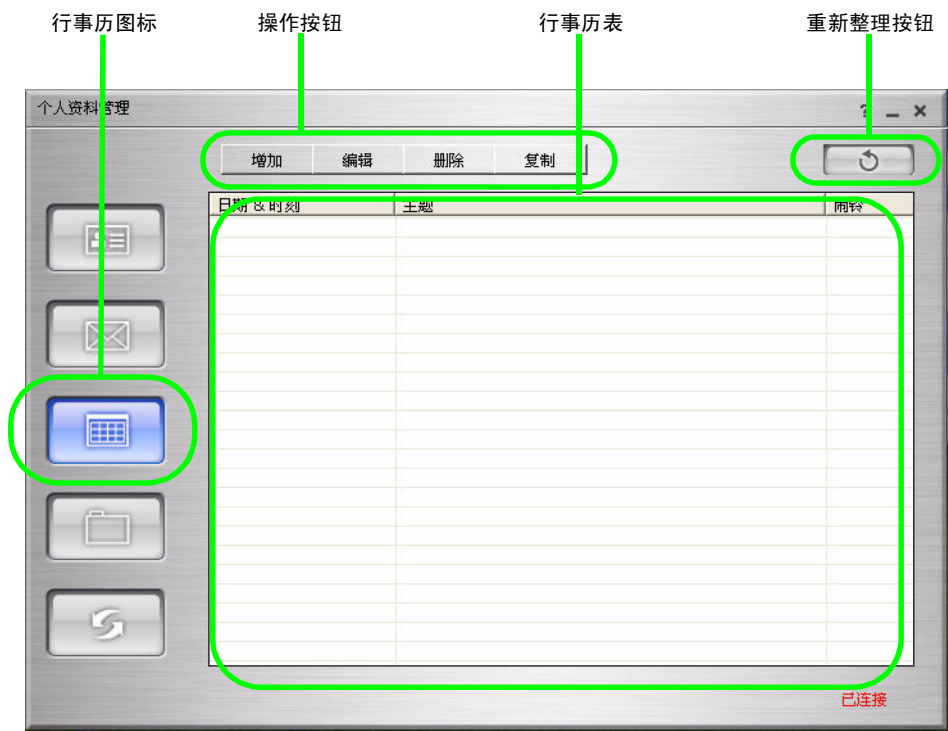 行事历图标 操作按钮 行事历表 重新整理按钮
个人资料管理
增加 编辑 删除 复制
日期 & 时刻 主题 闹铃
已连接